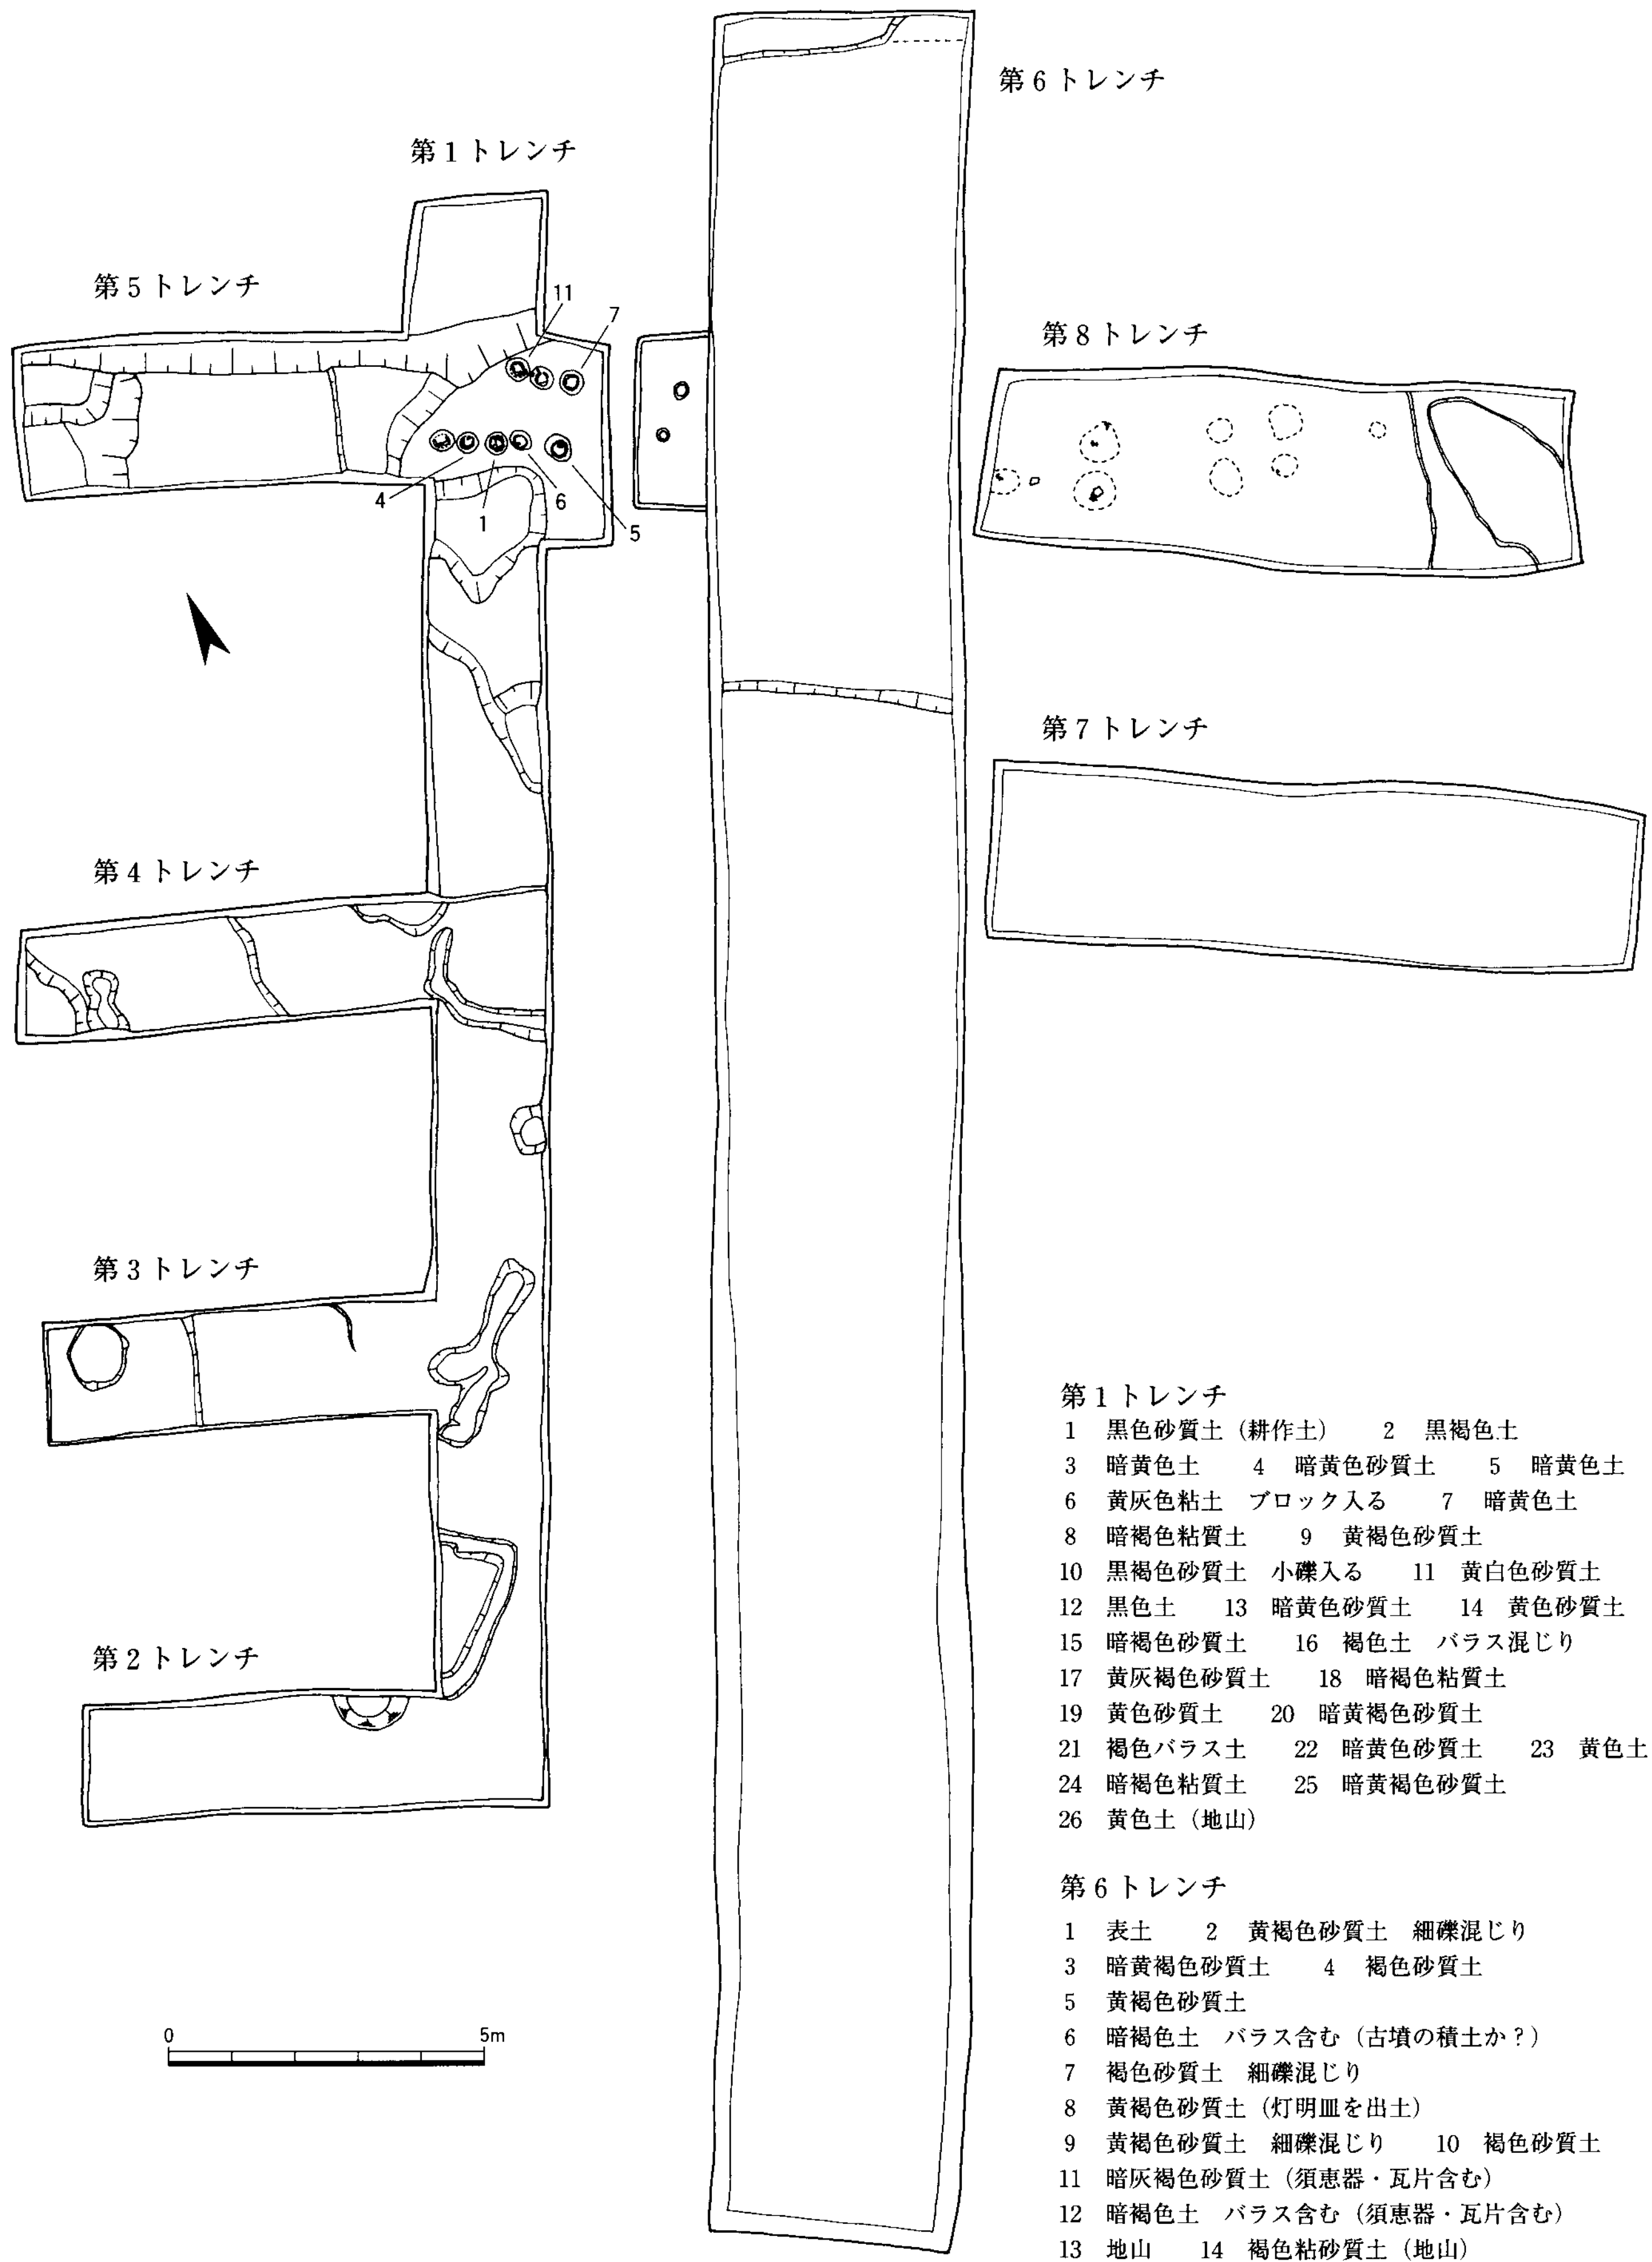 第6トレンチ
第1トレンチ
第5トレンチ
11
7
第8トレンチ
4
1
6
5
第7トレンチ
第4トレンチ
第3トレンチ
第2トレンチ
0 5m
第1トレンチ
1 黒色砂質土（耕作土） 2 黒褐色土
3 暗黄色土 4 暗黄色砂質土 5 暗黄色土
6 黄灰色粘土 ブロック入る 7 暗黄色土
8 暗褐色粘質土 9 黄褐色砂質土
10 黒褐色砂質土 小礫入る 11 黄白色砂質土
12 黒色土 13 暗黄色砂質土 14 黄色砂質土
15 暗褐色砂質土 16 褐色土 バラス混じり
17 黄灰褐色砂質土 18 暗褐色粘質土
19 黄色砂質土 20 暗黄褐色砂質土
21 褐色バラス土 22 暗黄色砂質土 23 黄色土
24 暗褐色粘質土 25 暗黄褐色砂質土
26 黄色土（地山）
第6トレンチ
1 表土 2 黄褐色砂質土 細礫混じり
3 暗黄褐色砂質土 4 褐色砂質土
5 黄褐色砂質土
6 暗褐色土 バラス含む（古墳の積土か？）
7 褐色砂質土 細礫混じり
8 黄褐色砂質土（灯明皿を出土）
9 黄褐色砂質土 細礫混じり 10 褐色砂質土
11 暗灰褐色砂質土（須恵器・瓦片含む）
12 暗褐色土 バラス含む（須恵器・瓦片含む）
13 地山 14 褐色粘砂質土（地山）